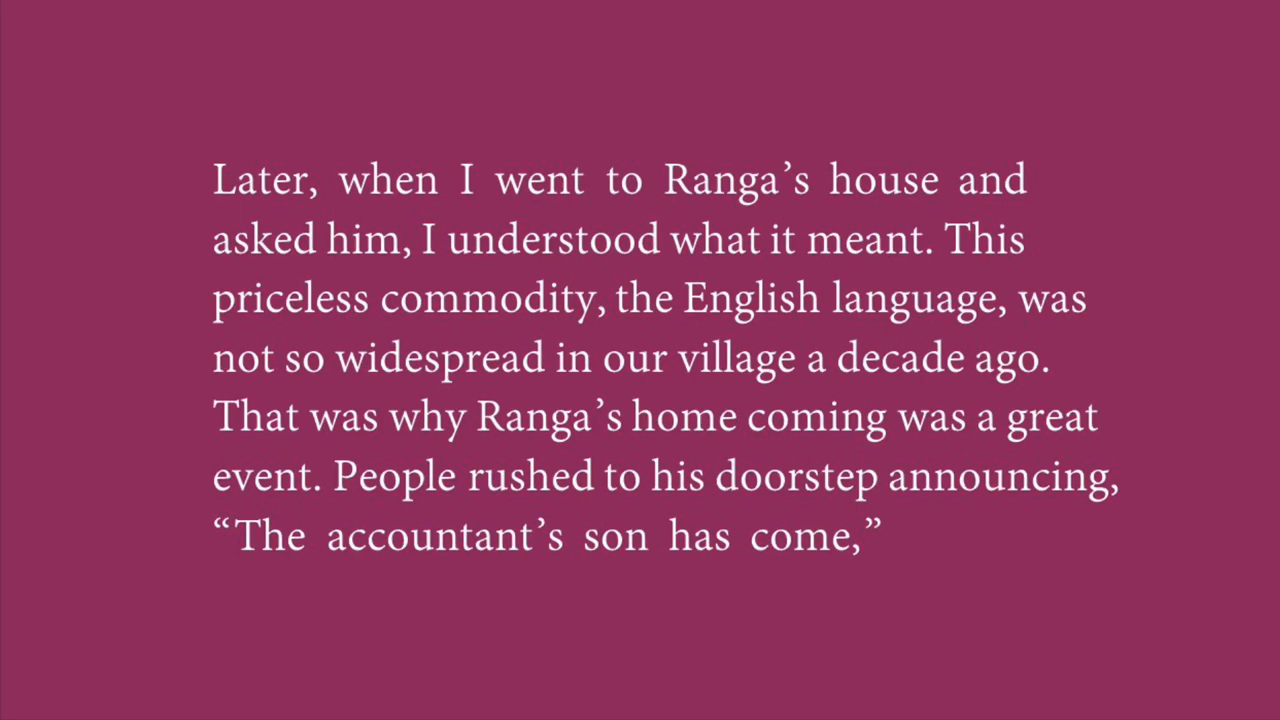 Later, when I went to Ranga’s house and
asked him, I understood what it meant. This
priceless commodity, the English language, was
not so widespread in our village a decade ago.
That was why Ranga’s home coming was a great
event. People rushed to his doorstep announcing,
“The accountant’s son has come,”